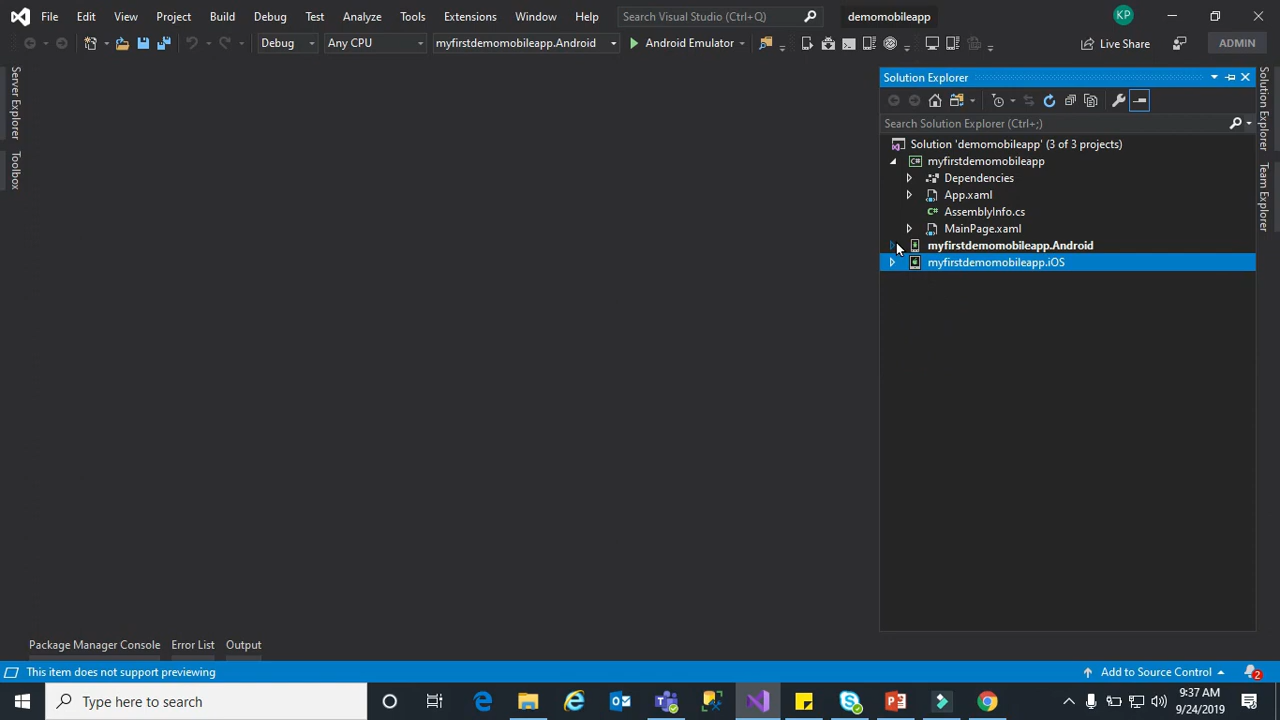 File Edit View Project Build Debug Test Analyze Tools Extensions Window Help Search Visual Studio (Ctrl+Q) demomobileapp KP
Debug Any CPU myfirstdemomobileapp.Android Android Emulator Live Share ADMIN
Server Explorer
Toolbox
Solution Explorer
Search Solution Explorer (Ctrl+;)
Solution 'demomobileapp' (3 of 3 projects)
C# myfirstdemomobileapp
Dependencies
App.xaml
C# AssemblyInfo.cs
MainPage.xaml
myfirstdemomobileapp.Android
myfirstdemomobileapp.iOS
Solution Explorer
Team Explorer
Package Manager Console Error List Output
This item does not support previewing Add to Source Control 2
Type here to search 9:37 AM
9/24/2019